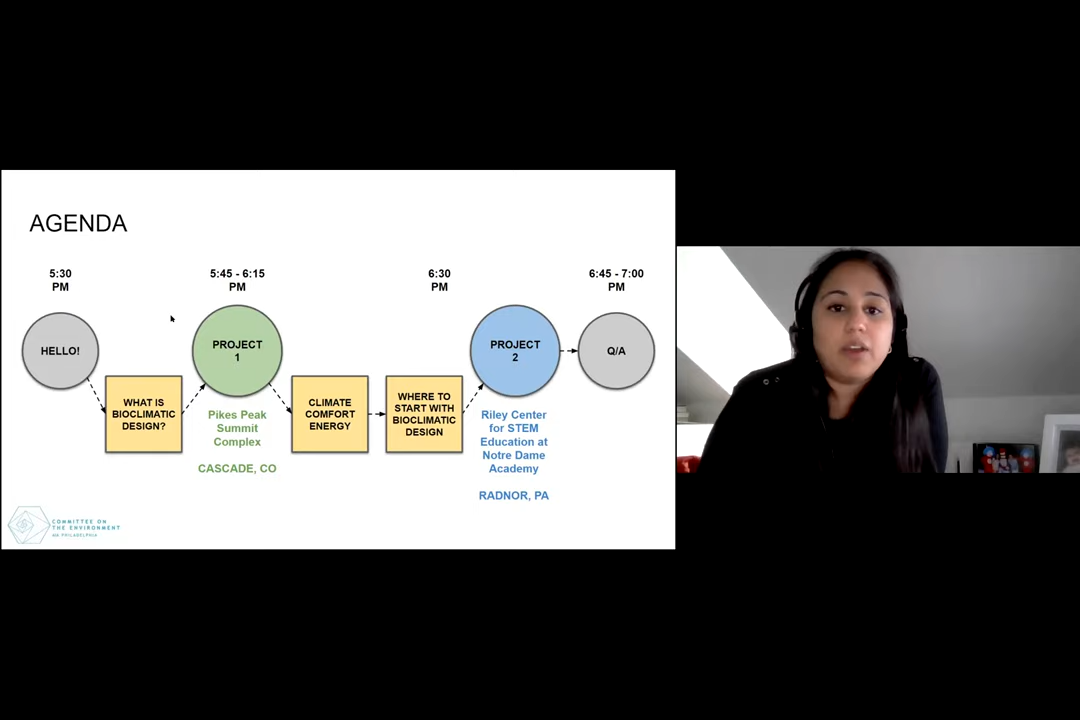 AGENDA
5:30
PM
5:45 - 6:15
PM
6:30
PM
6:45 - 7:00
PM
HELLO!
WHAT IS
BIOCLIMATIC
DESIGN?
PROJECT
1
Pikes Peak
Summit
Complex
CASCADE, CO
CLIMATE
COMFORT
ENERGY
WHERE TO
START WITH
BIOCLIMATIC
DESIGN
PROJECT
2
Riley Center
for STEM
Education at
Notre Dame
Academy
RADNOR, PA
Q/A
COMMITTEE ON
THE ENVIRONMENT
AIA PHILADELPHIA